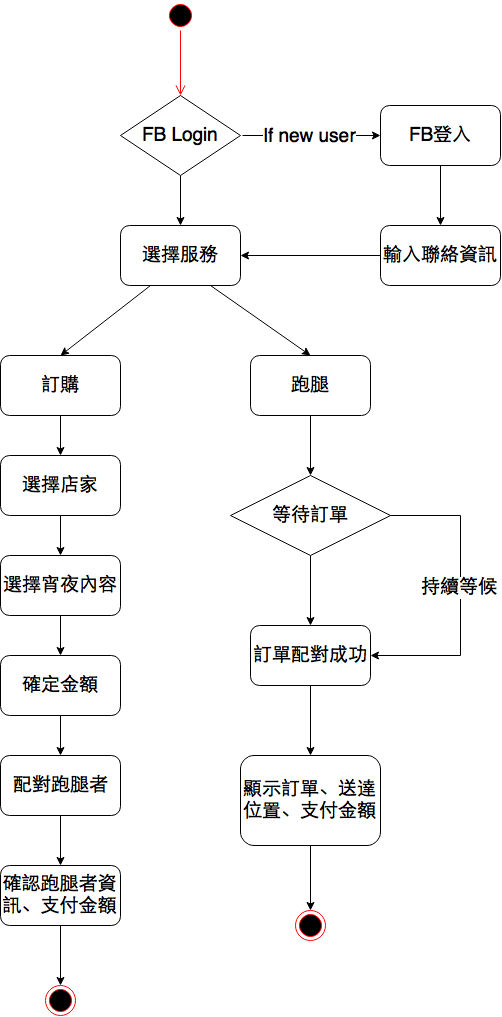 FB Login
If new user
FB登入
選擇服務
輸入聯絡資訊
訂購
跑腿
選擇店家
等待訂單
選擇宵夜內容
持續等候
訂單配對成功
確定金額
配對跑腿者
顯示訂單、送達
位置、支付金額
確認跑腿者資
訊、支付金額